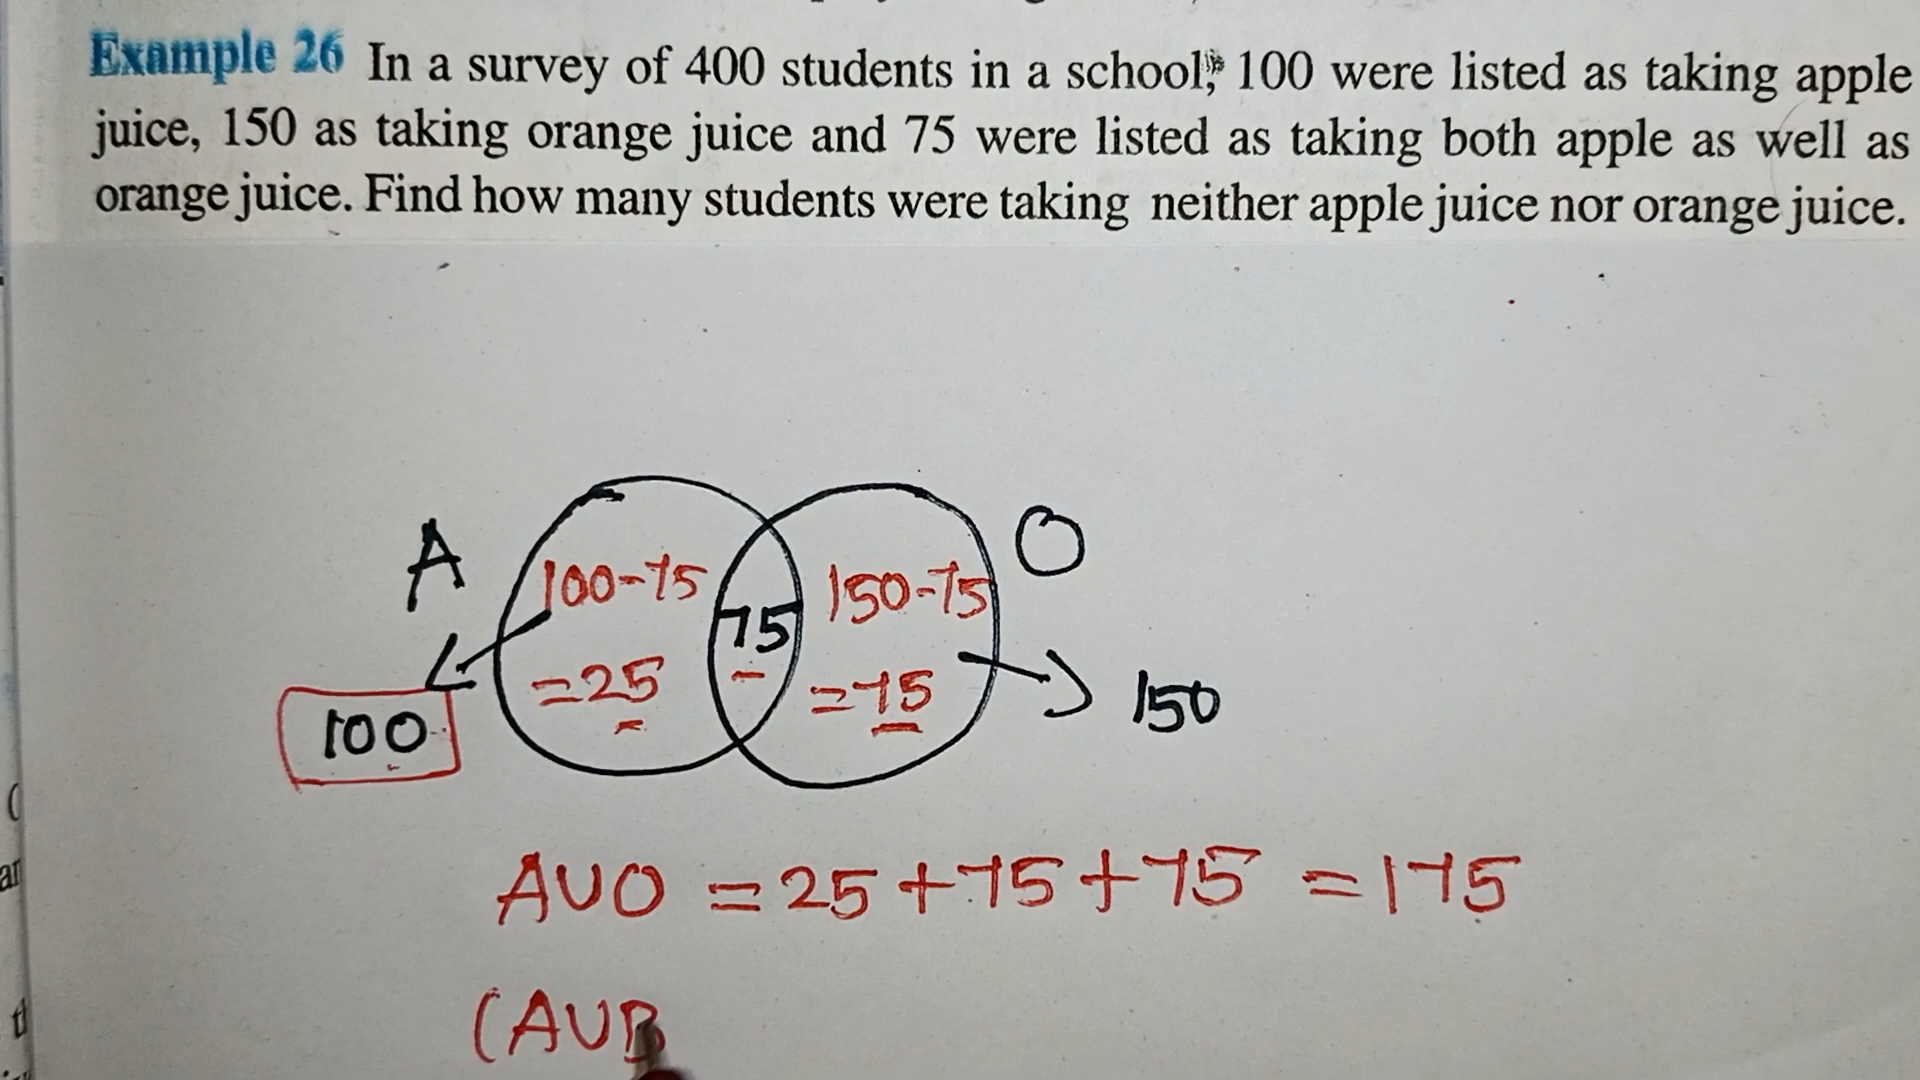 Example 26 In a survey of 400 students in a school, 100 were listed as taking apple
juice, 150 as taking orange juice and 75 were listed as taking both apple as well as
orange juice. Find how many students were taking neither apple juice nor orange juice.
A
O
100-75
75
150-75
=25
=75
100
150
AUO = 25+75+75 = 175
(AUB